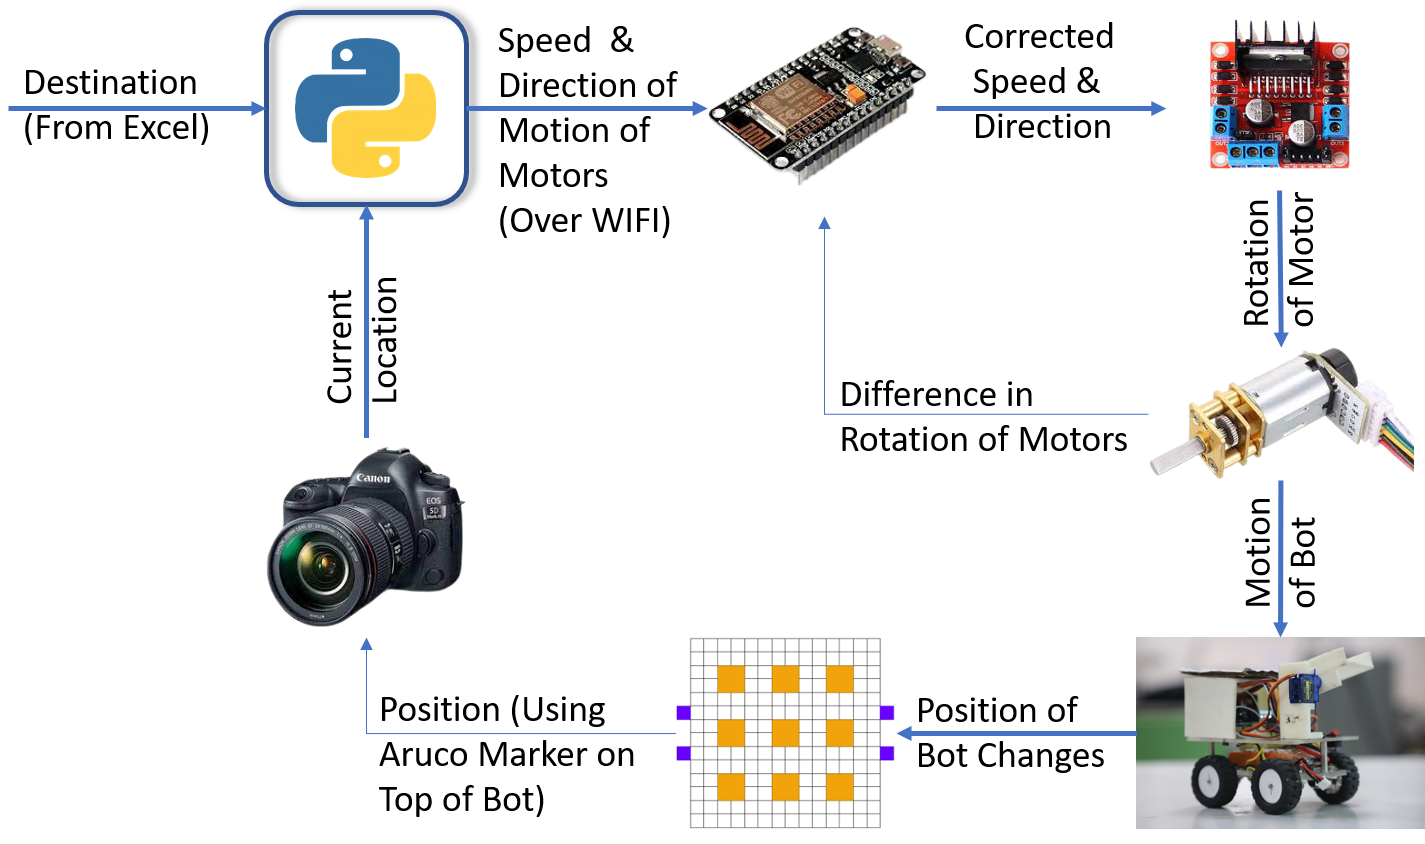 Destination
(From Excel)
Speed & 
Direction of
Motion of
Motors
(Over WIFI)
Corrected
Speed &
Direction
Rotation
of Motor
Current
Location
Difference in
Rotation of Motors
Canon
EOS
5D
Motion
of Bot
Position (Using
Aruco Marker on
Top of Bot)
Position of
Bot Changes